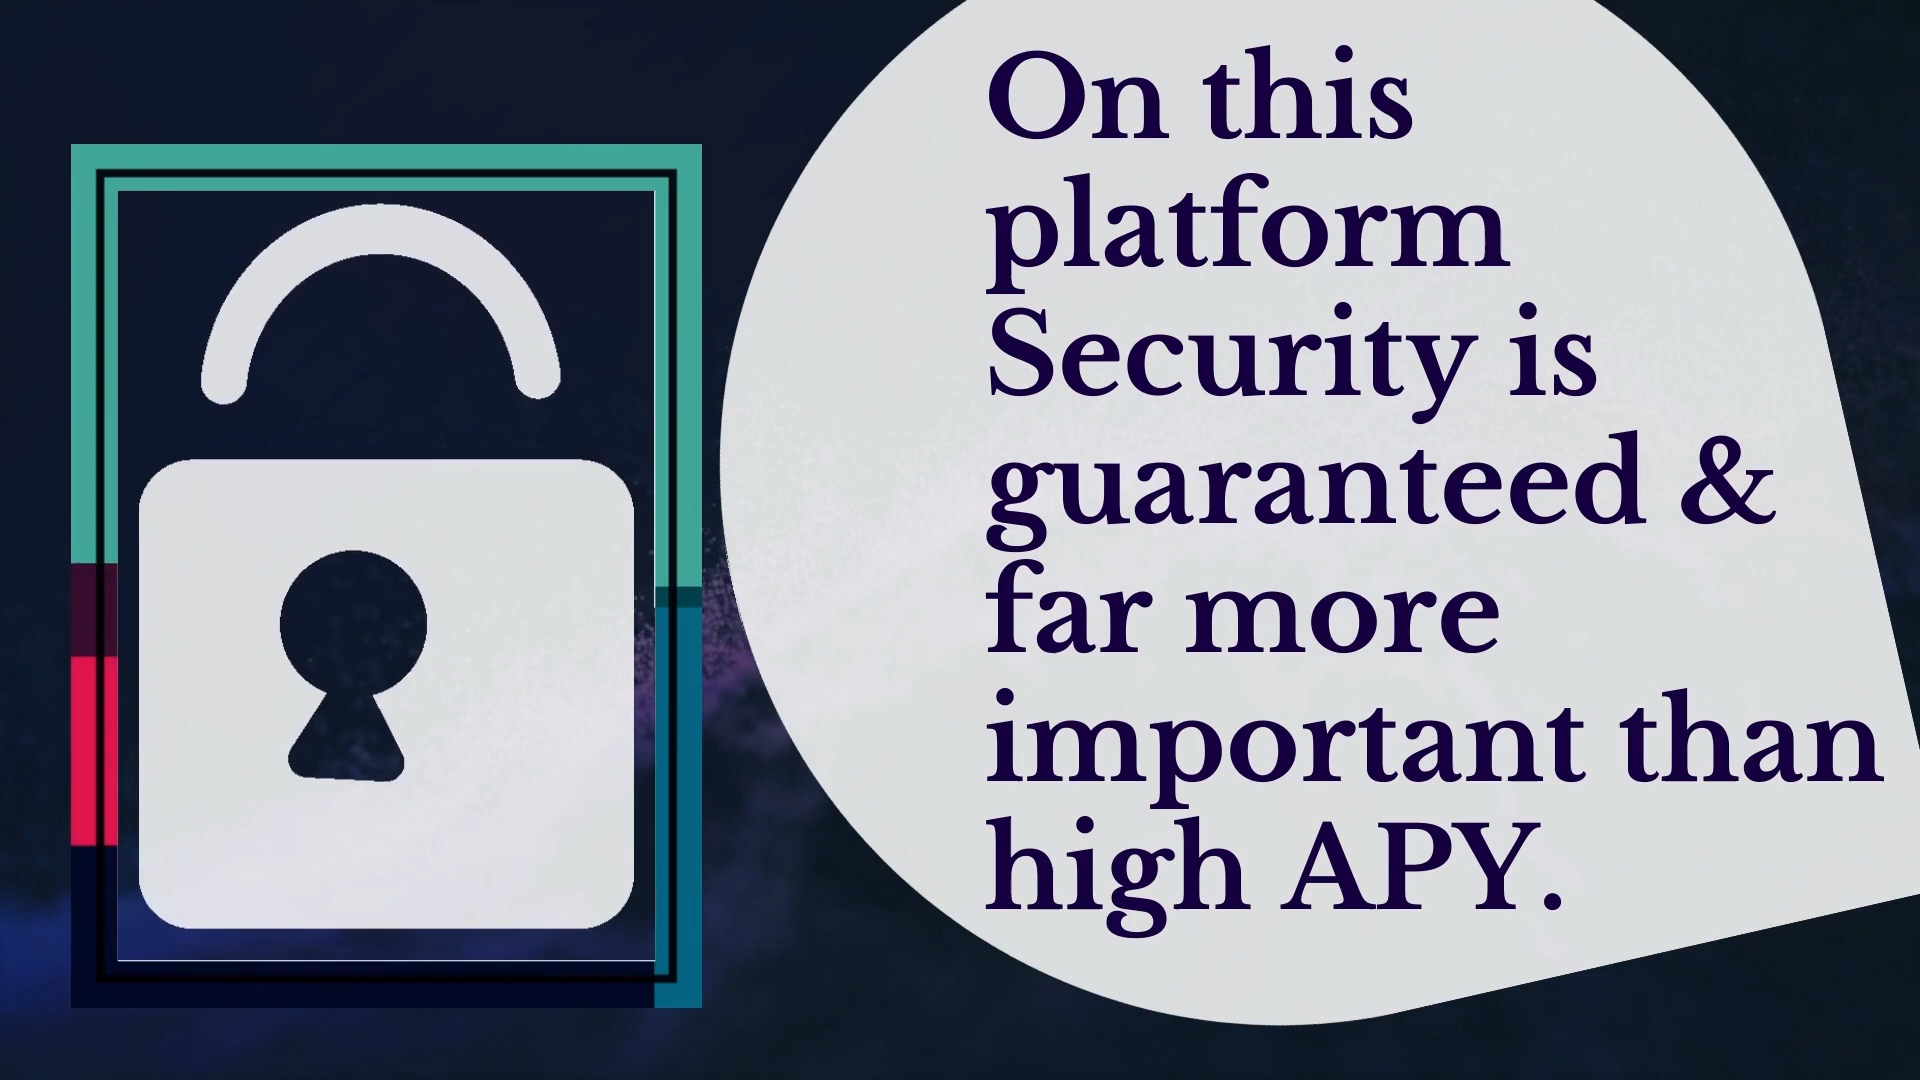 On this
platform
Security is
guaranteed &
far more
important than
high APY.